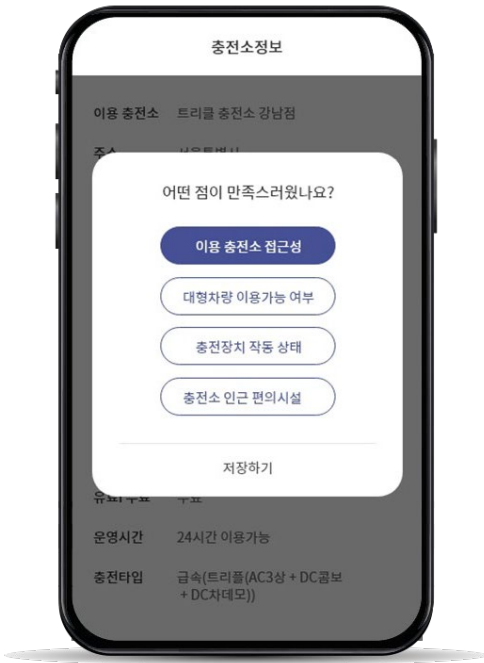 충전소정보
이용 충전소 트리클 충전소 강남점
어떤 점이 만족스러웠나요?
이용 충전소 접근성
대형차량 이용가능 여부
충전장치 작동 상태
충전소 인근 편의시설
저장하기
운영시간 24시간 이용가능
충전타입 급속(트리플(AC3상 + DC콤보
+ DC차데모))